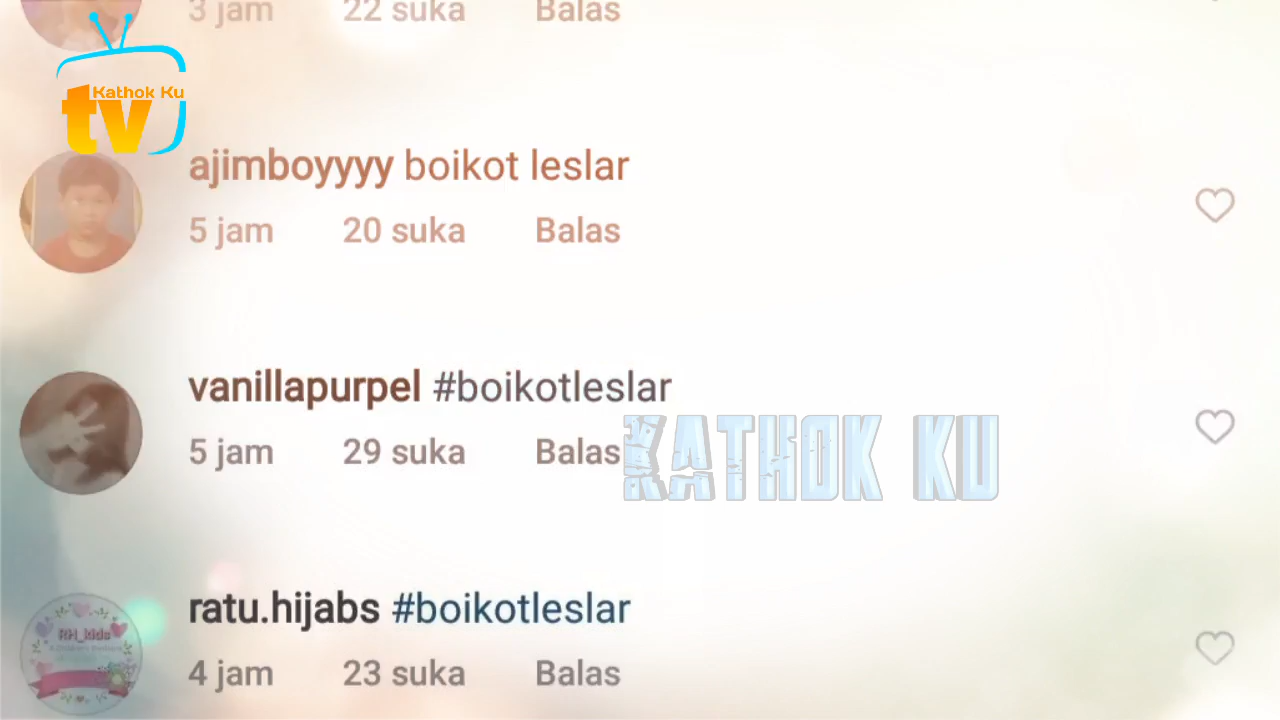 3 jam 22 suka Balas
Kathok Ku
tv
ajimboyyyy boikot leslar
5 jam 20 suka Balas
vanillapurpel #boikotleslar
5 jam 29 suka Balas
KATHOK KU
ratu.hijabs #boikotleslar
RH_kids
4 jam 23 suka Balas